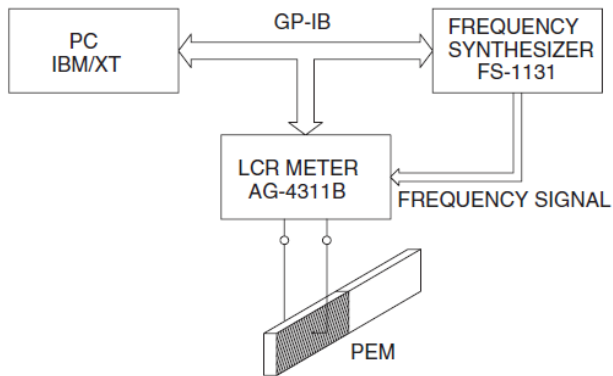 GP-IB
PC
IBM/XT
FREQUENCY
SYNTHESIZER
FS-1131
LCR METER
AG-4311B
FREQUENCY SIGNAL
PEM